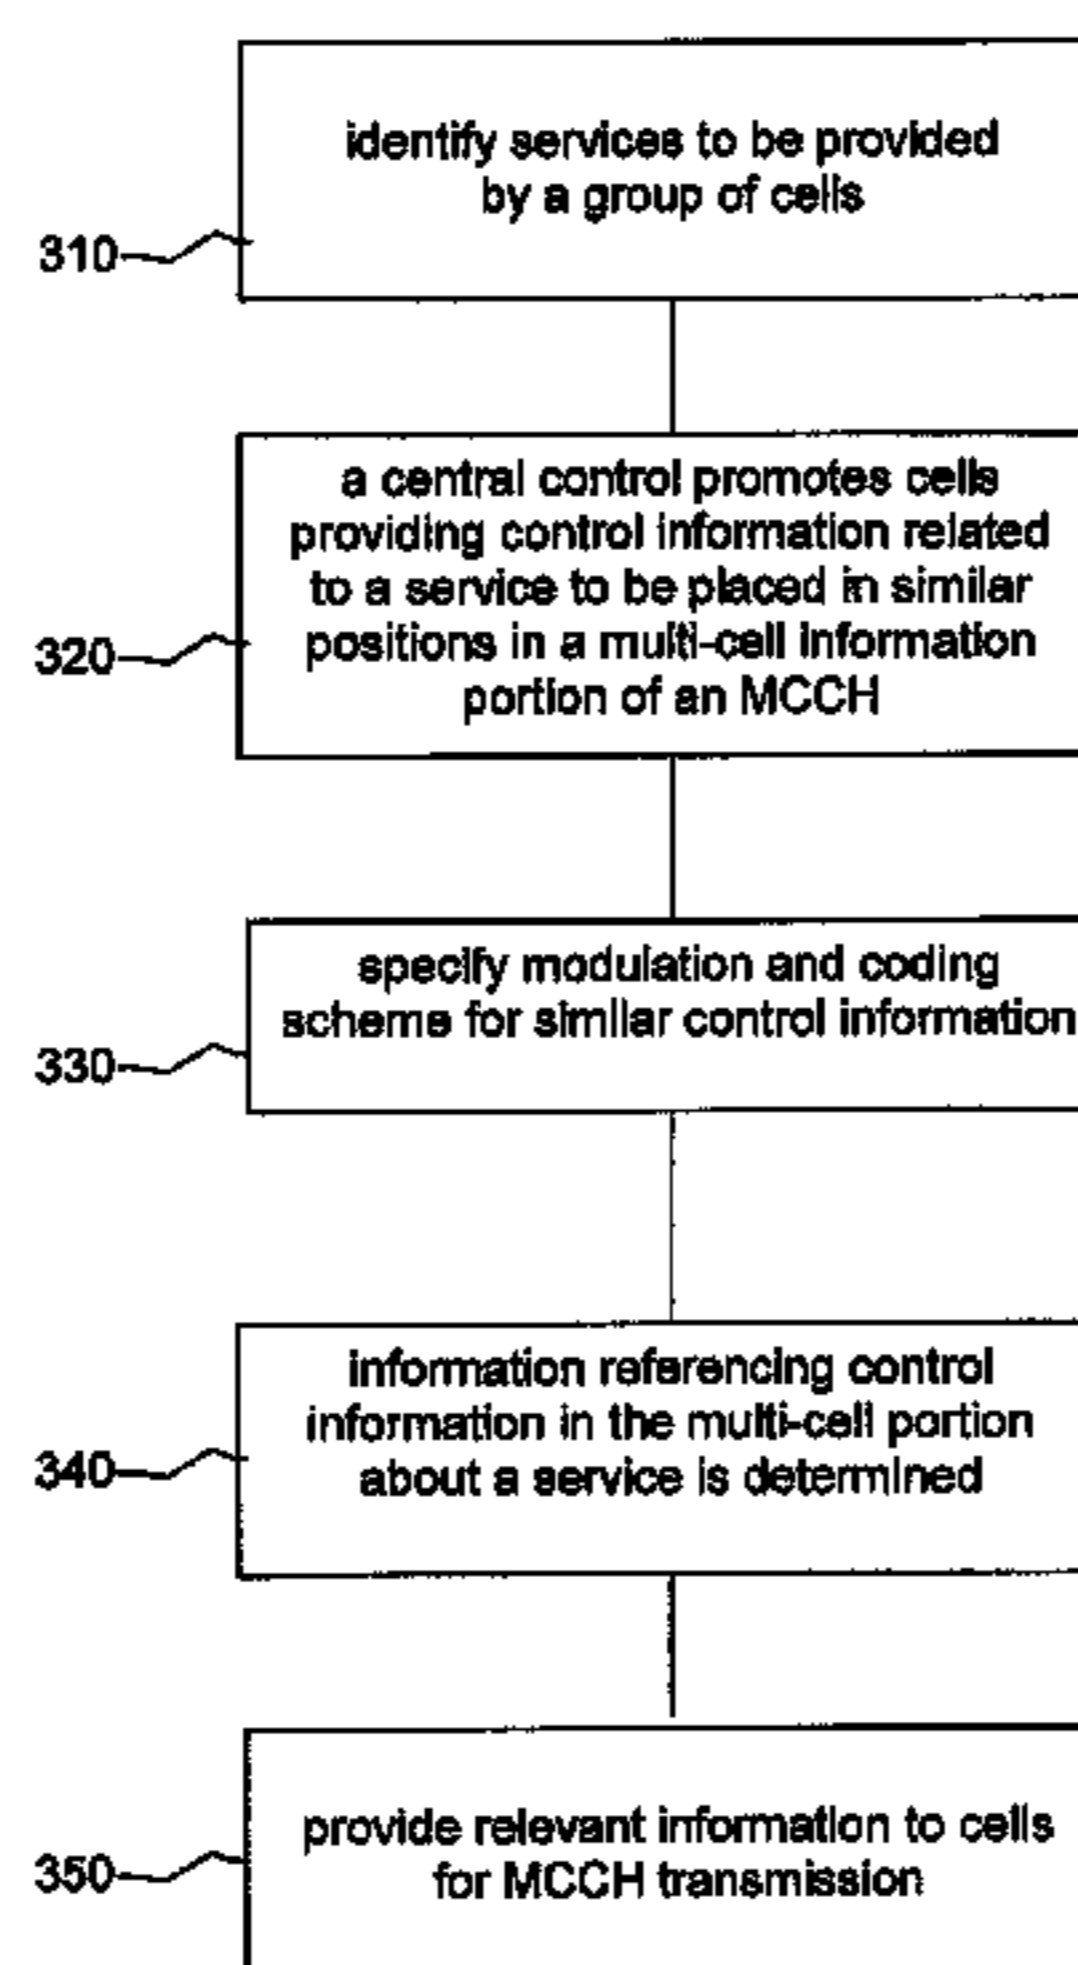 identify services to be provided
by a group of cells
310
a central control promotes cells
providing control information related
to a service to be placed in similar
positions in a multi-cell information
portion of an MCCH
320
specify modulation and coding
scheme for similar control information
330
information referencing control
information in the multi-cell portion
about a service is determined
340
provide relevant information to cells
for MCCH transmission
350